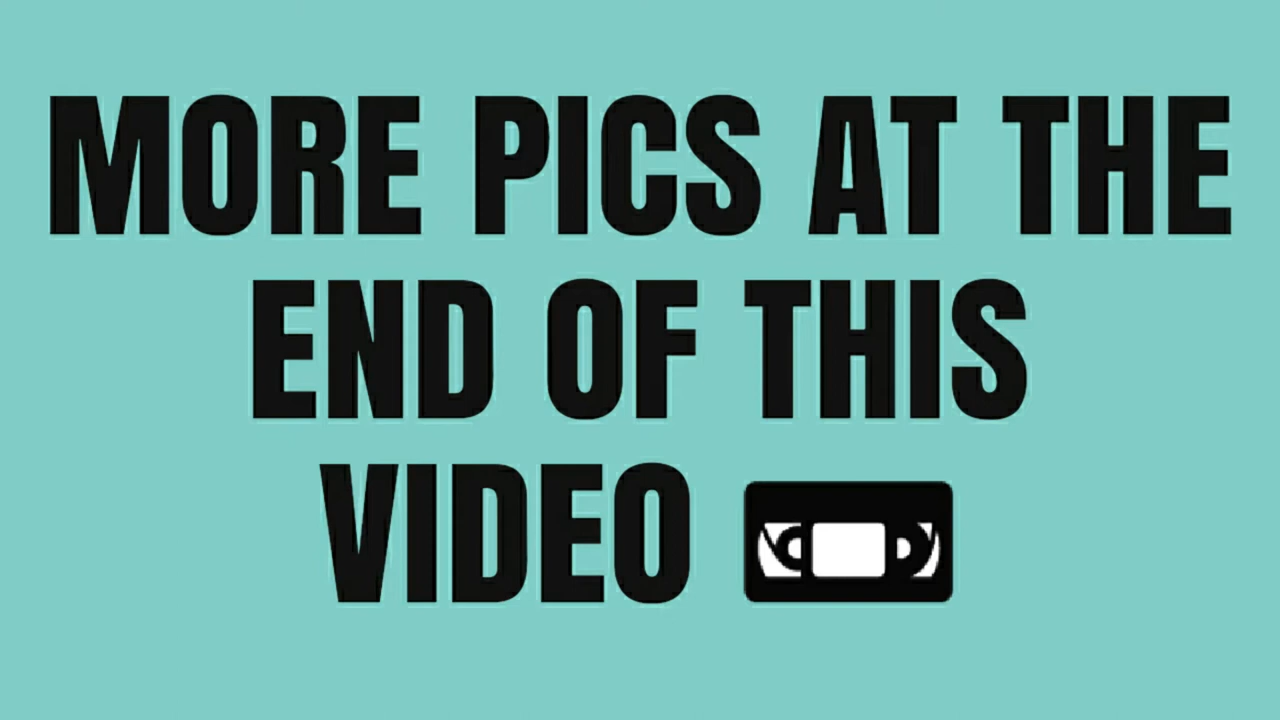 MORE PICS AT THE
END OF THIS
VIDEO 📼